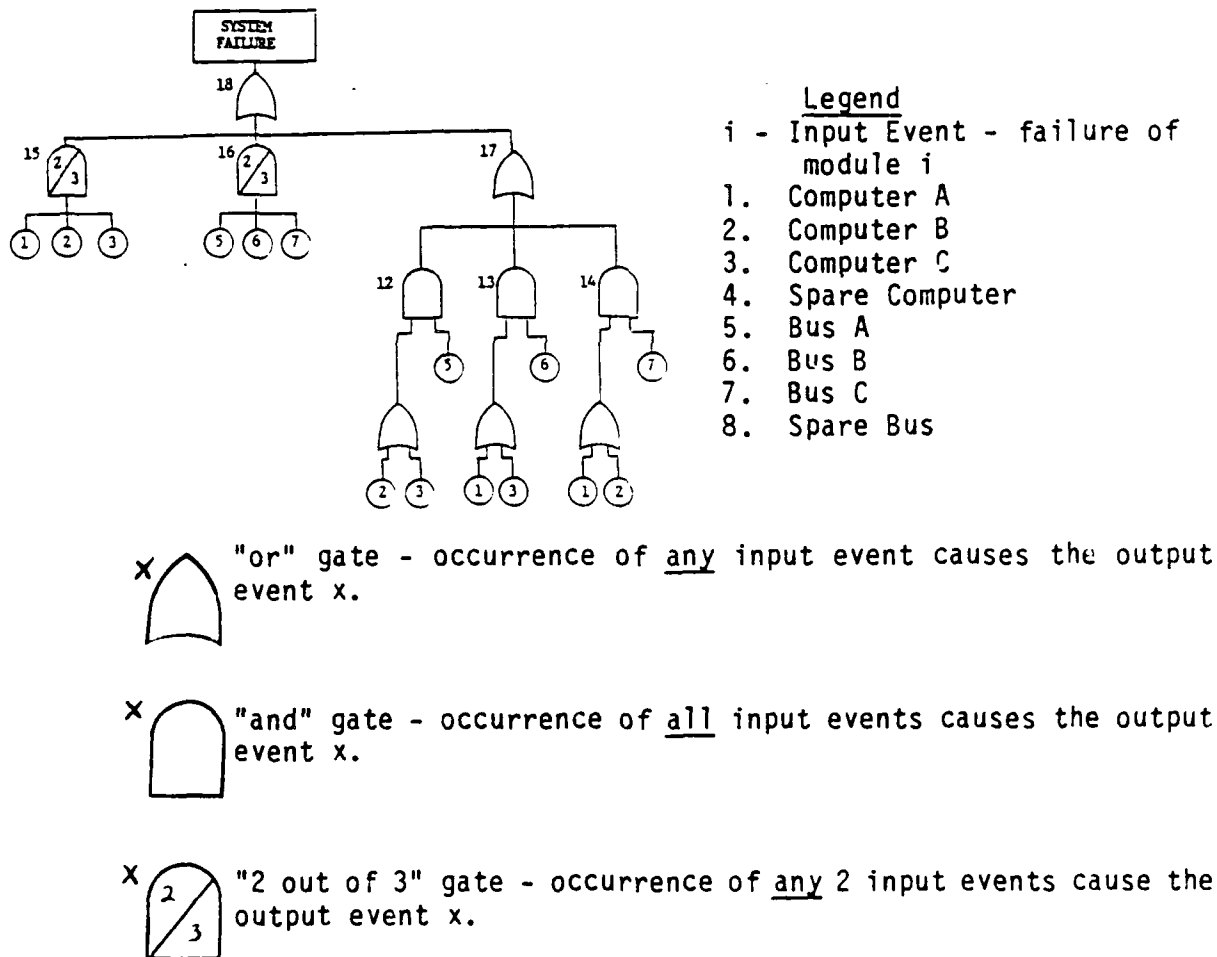 SYSTEM
FAILURE
18
15
2
3
16
2
3
17
1
2
3
5
6
7
12
13
14
5
6
7
2
3
1
3
1
2
Legend
i - Input Event - failure of
module i
1. Computer A
2. Computer B
3. Computer C
4. Spare Computer
5. Bus A
6. Bus B
7. Bus C
8. Spare Bus
x "or" gate - occurrence of any input event causes the output
event x.
x "and" gate - occurrence of all input events causes the output
event x.
x 2 3 "2 out of 3" gate - occurrence of any 2 input events cause the
output event x.